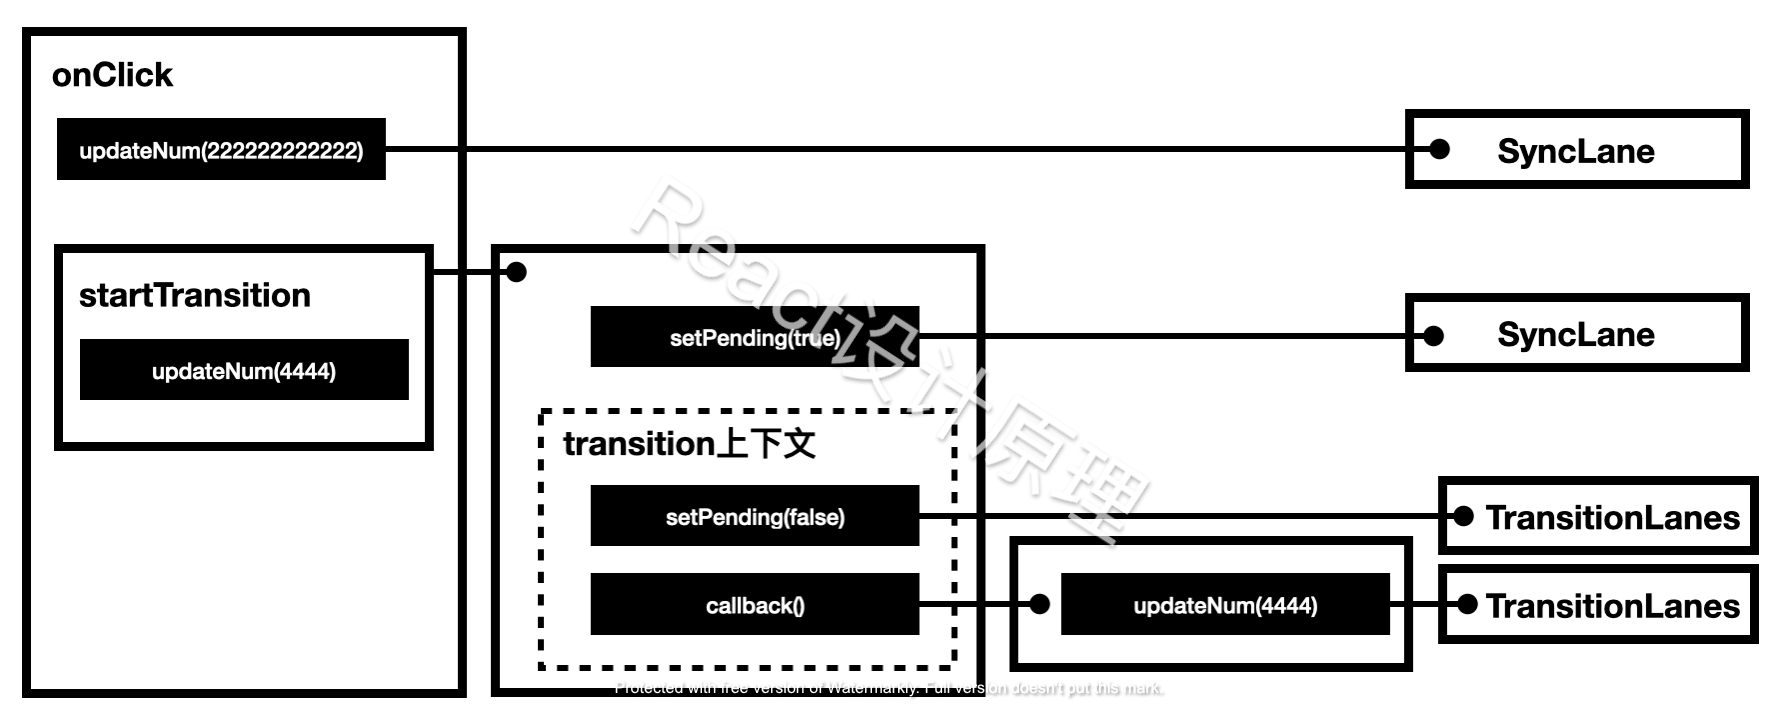 onClick
updateNum(222222222222)
SyncLane
startTransition
updateNum(4444)
setPending(true)
SyncLane
transition上下文
setPending(false)
TransitionLanes
callback()
updateNum(4444)
TransitionLanes
React设计原理
Protected with free version of Watermarkly. Full version doesn't put this mark.